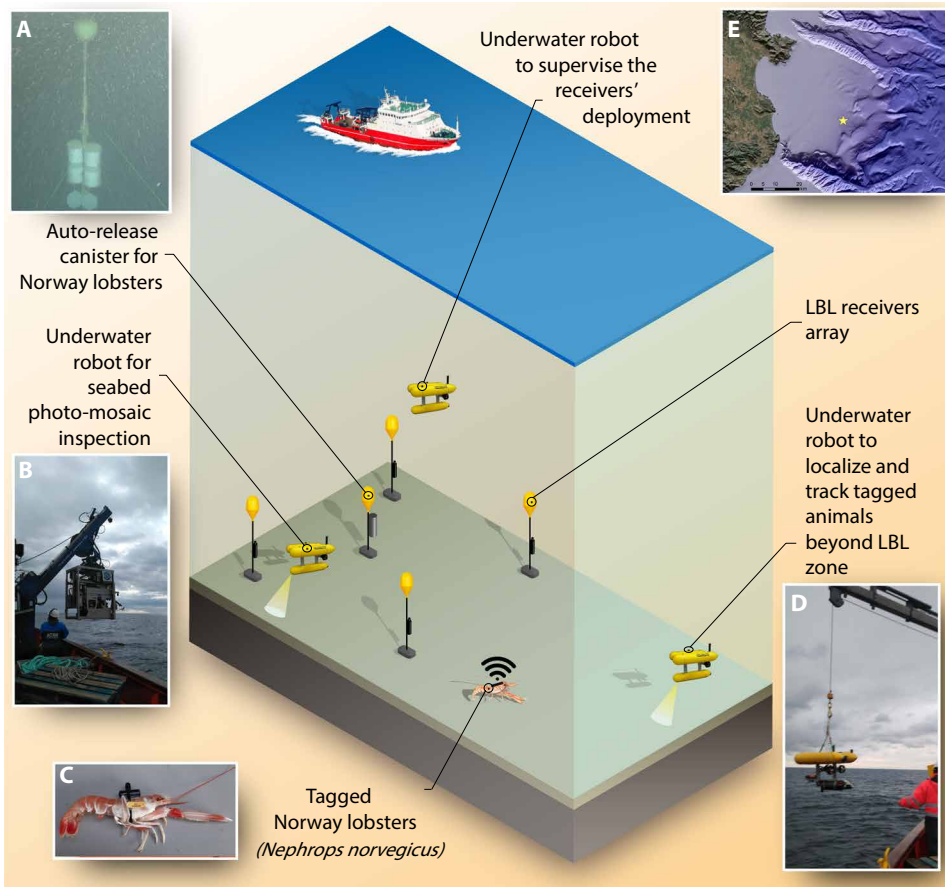 A
Underwater robot
to supervise the
receivers’
deployment
E
Auto-release
canister for
Norway lobsters
LBL receivers
array
Underwater
robot for
seabed
photo-mosaic
inspection
Underwater
robot to
localize and
track tagged
animals
beyond LBL
zone
B
D
C
Tagged
Norway lobsters
(Nephrops norvegicus)